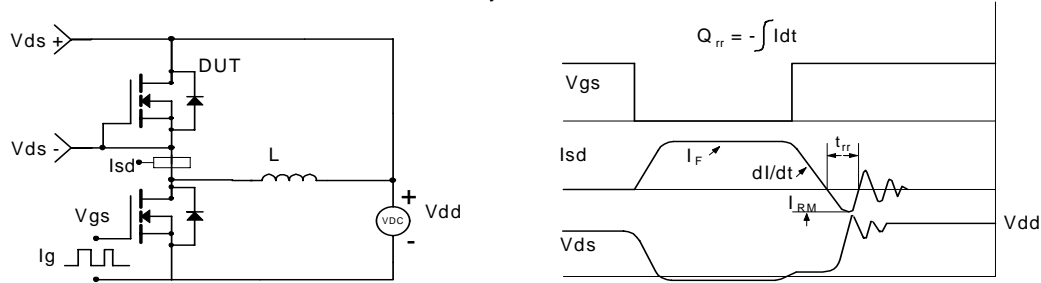 Vds +
DUT
Vds -
Isd
L
Vgs
Ig
+
VDC
-
Vdd
Q rr = -∫Idt
Vgs
Isd
I F
dI/dt
t rr
I RM
Vds
Vdd